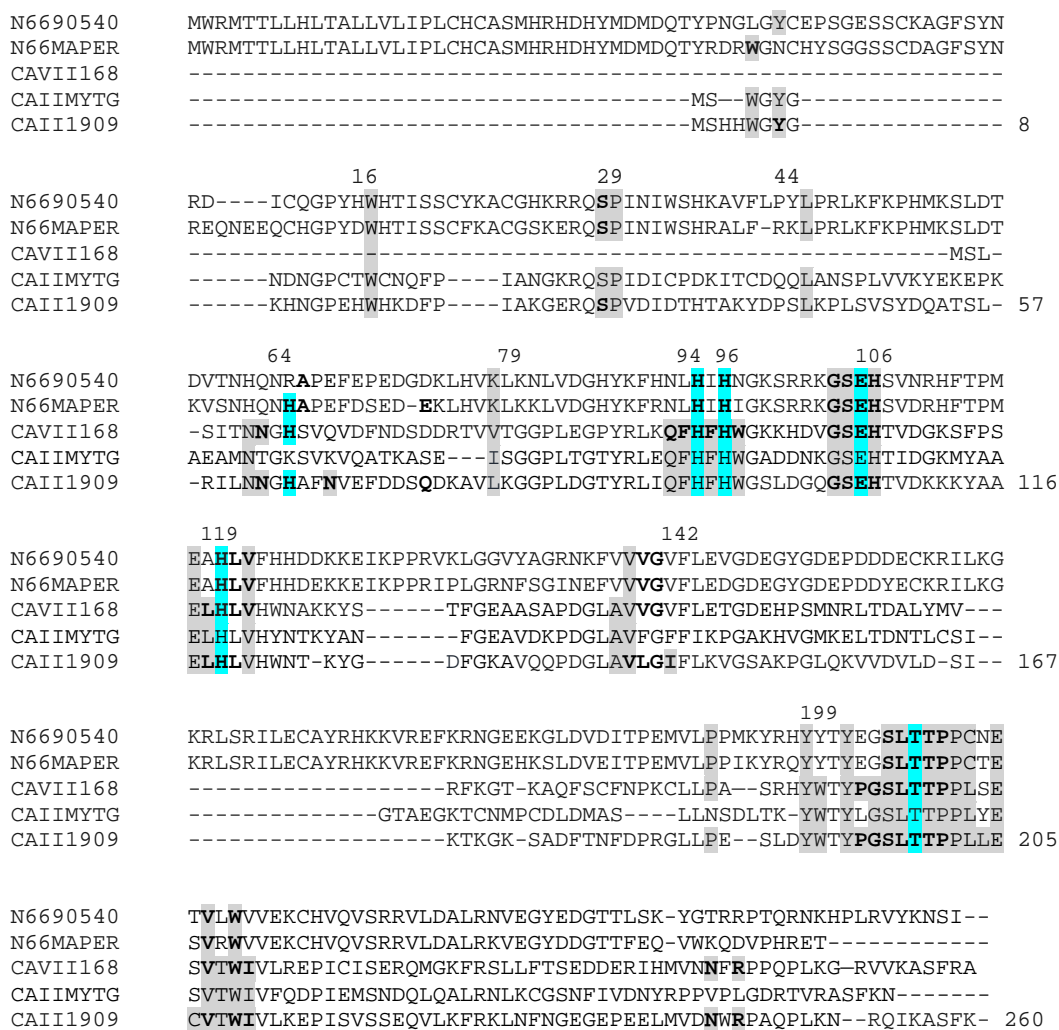 N6690540 MWRMTTLLHLTALLVLIPLCHCASMHRHDHYMDMDQTYPNGLGYCEPSGESSCKAGFSYN
N66MAPER MWRMTTLLHLTALLVLIPLCHCASMHRHDHYMDMDQTYRDRWGNCHYSGGSSCDAGFSYN
CAVII168 ------------------------------------------------------------
CAIIMYTG -------------------------------------MS--WGYG---------------
CAII1909 -------------------------------------MSHHWGYG--------------- 8
16 29 44
N6690540 RD----ICQGPYHWHTISSCYKACGHKRRQSPINIWSHKAVFLPYLPRLKFKPHMKSLDT
N66MAPER REQNEEQCHGPYDWHTISSCFKACGSKERQSPINIWSHRALF-RKLPRLKFKPHMKSLDT
CAVII168 --------------------------------------------------------MSL-
CAIIMYTG ------NDNGPCTWCNQFP----IANGKRQSPIDICPDKITCDQQLANSPLVVKYEKEPK
CAII1909 ------KHNGPEHWHKDFP----IAKGERQSPVDIDTHTAKYDPSLKPLSVSYDQATSL- 57
64 79 94 96 106
N6690540 DVTNHQNRAPEFEPEDGDKLHVKLKNLVDGHYKFHNLHIHNGKSRRKGSEHSVNRHFTPM
N66MAPER KVSNHQNHAPEFDSED-EKLHVKLKKLVDGHYKFRNLHIHIGKSRRKGSEHSVDRHFTPM
CAVII168 -SITNNGHSVQVDFNDSDDRTVVTGGPLEGPYRLKQFHFHWGKKHDVGSEHTVDGKSFPS
CAIIMYTG AEAMNTGKSVKVQATKASE---ISGGPLTGTYRLEQFHFHWGADDNKGSEHTIDGKMYAA
CAII1909 -RILNNGHAFNVEFDDSQDKAVLKGGPLDGTYRLIQFHFHWGSLDGQGSEHTVDKKKYAA 116
119 142
N6690540 EAHLVFHHDDKKEIKPPRVKLGGVYAGRNKFVVVGVFLEVGDEGYGDEPDDDECKRILKG
N66MAPER EAHLVFHHDEKKEIKPPRIPLGRNFSGINEFVVVGVFLEDGDEGYGDEPDDYECKRILKG
CAVII168 ELHLVHWNAKKYS------TFGEAASAPDGLAVVGVFLETGDEHPSMNRLTDALYMV---
CAIIMYTG ELHLVHYNTKYAN-------FGEAVDKPDGLAVFGFFIKPGAKHVGMKELTDNTLCSI--
CAII1909 ELHLVHWNT-KYG------DFGKAVQQPDGLAVLGIFLKVGSAKPGLQKVVDVLD-SI-- 167
199
N6690540 KRLSRILECAYRHKKVREFKRNGEEKGLDVDITPEMVLPPMKYRHYYTYEGSLTTPPCNE
N66MAPER KRLSRILECAYRHKKVREFKRNGEHKSLDVEITPEMVLPPIKYRQYYTYEGSLTTPPCTE
CAVII168 -------------------RFKGT-KAQFSCFNPKCLLPA--SRHYWTYPGSLTTPPLSE
CAIIMYTG --------------GTAEGKTCNMPCDLDMAS----LLNSDLTK-YWTYLGSLTTPPLYE
CAII1909 -------------------KTKGK-SADFTNFDPRGLLPE--SLDYWTYPGSLTTPPLLE 205
N6690540 TVLWVVEKCHVQVSRRVLDALRNVEGYEDGTTLSK-YGTRRPTQRNKHPLRVYKNSI--
N66MAPER SVRWVVEKCHVQVSRRVLDALRKVEGYDDGTTFEQ-VWKQDVPHRET------------
CAVII168 SVTWIVLREPICISERQMGKFRSLLFTSEDDERIHMVNNFRPPQPLKG-RVVKASFRA
CAIIMYTG SVTWIVFQDPIEMSNDQLQALRNLKCGSNFIVDNYRPPVPLGDRTVRASFKN-------
CAII1909 CVTWIVLKEPISVSSEQVLKFRKLNFNGEGEPEELMVDNWRPAQPLKN--RQIKASFK- 260